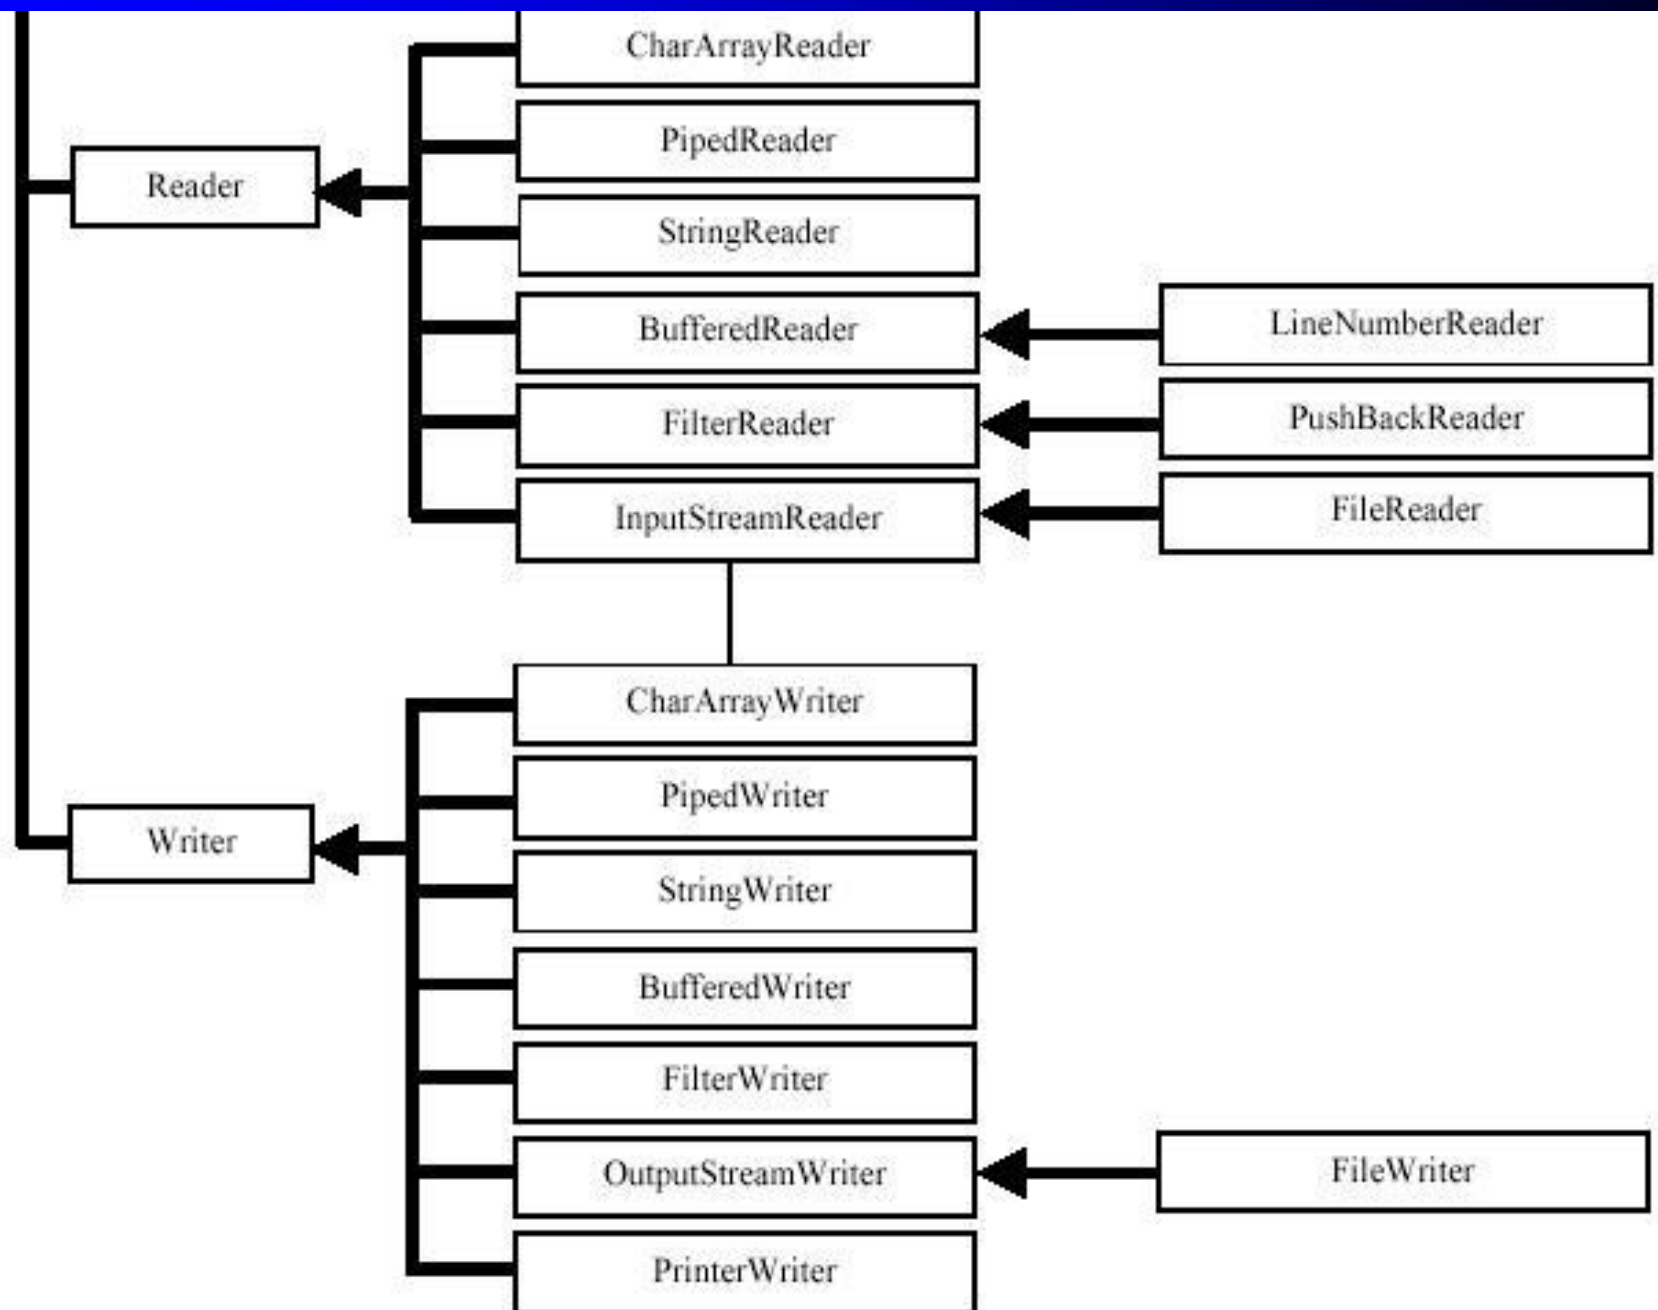 CharArrayReader
PipedReader
Reader
StringReader
BufferedReader
LineNumberReader
FilterReader
PushBackReader
InputStreamReader
FileReader
CharArrayWriter
PipedWriter
Writer
StringWriter
BufferedWriter
FilterWriter
OutputStreamWriter
FileWriter
PrinterWriter